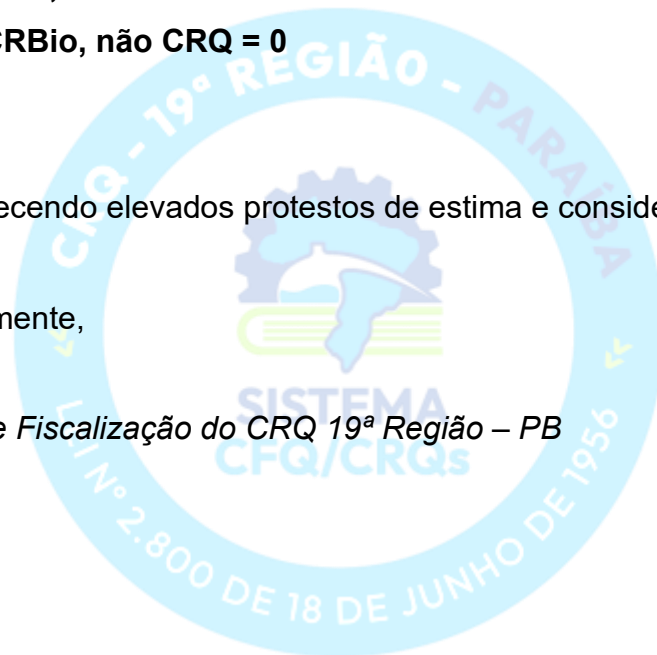 CRBio, não CRQ = 0
CRQ - 19ª REGIÃO - PARAÍBA
ecendo elevados protestos de estima e conside
mente,
e Fiscalização do CRQ 19ª Região – PB
SISTEMA
CFQ/CRQs
LEI Nº 2.800 DE 18 DE JUNHO DE 1956